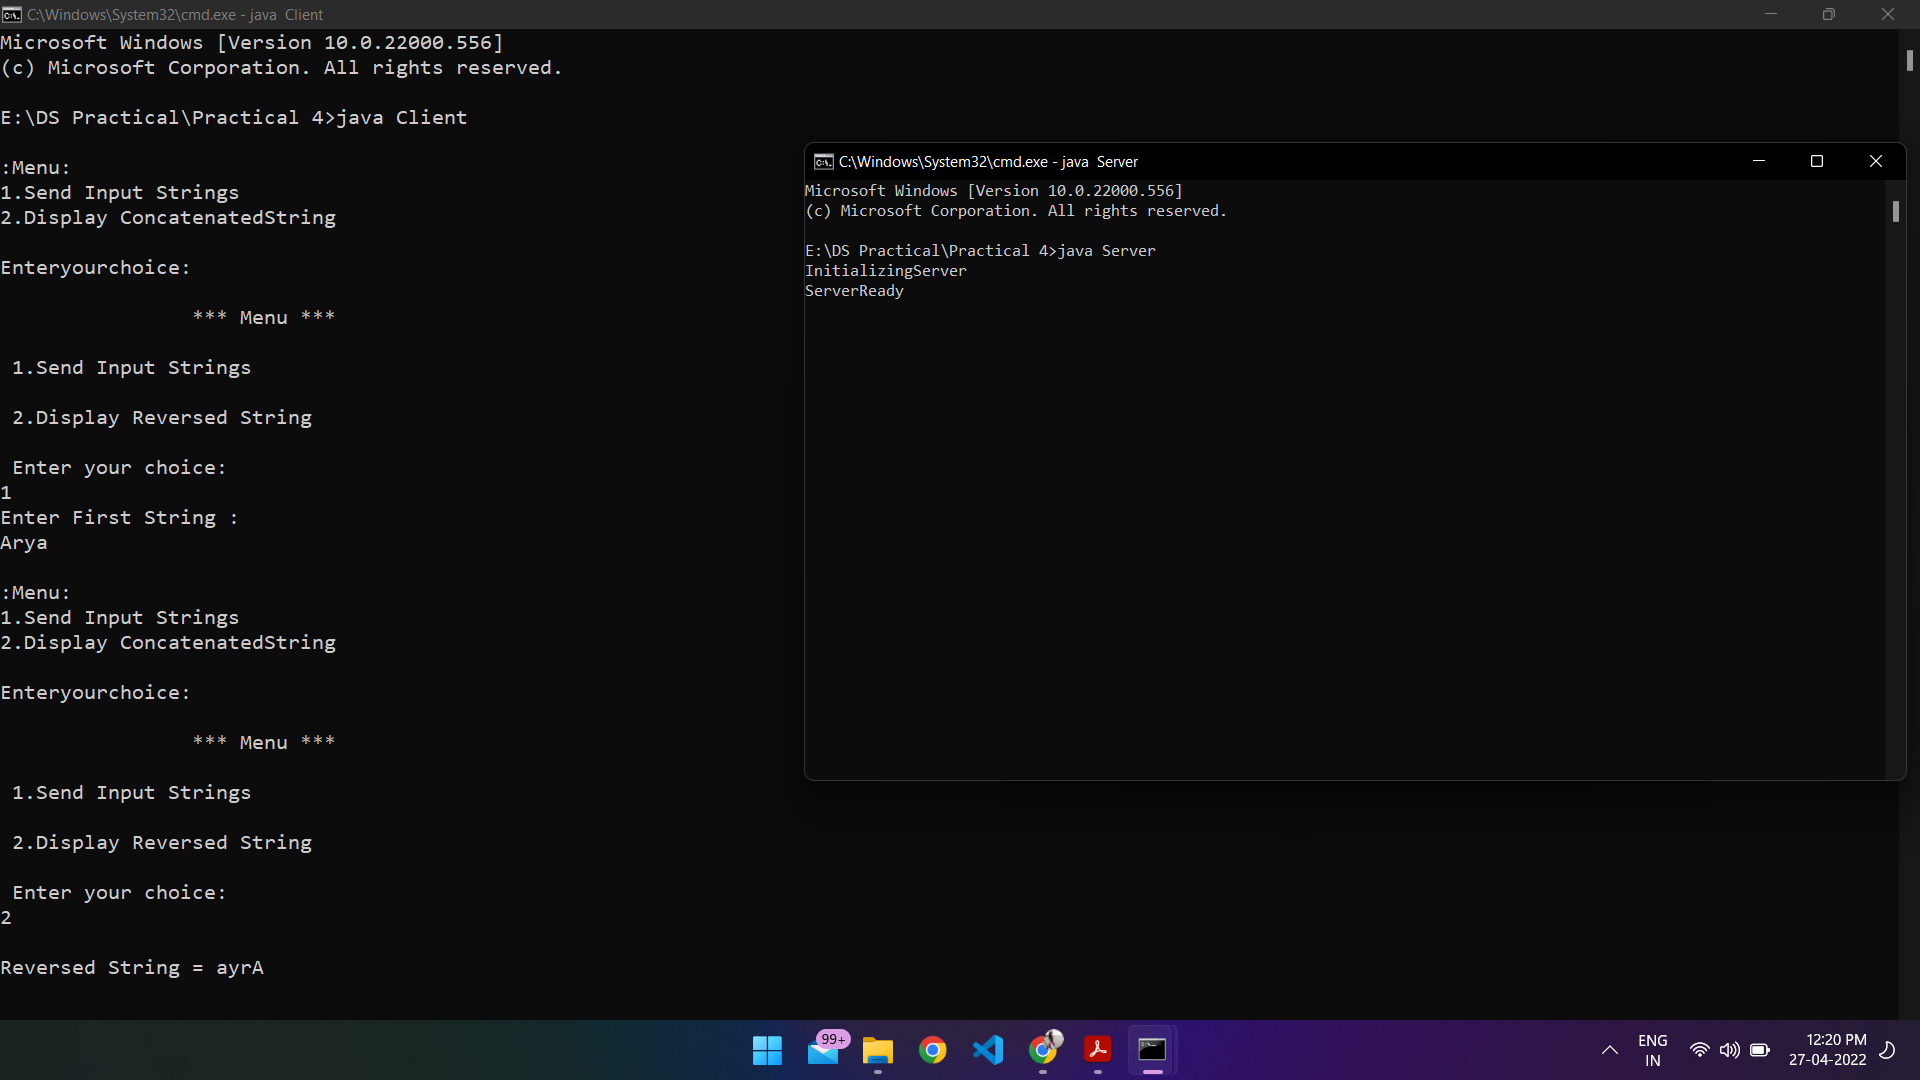 C:\Windows\System32\cmd.exe - java  Client
Microsoft Windows [Version 10.0.22000.556]
(c) Microsoft Corporation. All rights reserved.
E:\DS Practical\Practical 4>java Client
:Menu:
1.Send Input Strings
2.Display ConcatenatedString
Enteryourchoice:
*** Menu ***
1.Send Input Strings
2.Display Reversed String
Enter your choice:
1
Enter First String :
Arya
:Menu:
1.Send Input Strings
2.Display ConcatenatedString
Enteryourchoice:
*** Menu ***
1.Send Input Strings
2.Display Reversed String
Enter your choice:
2
Reversed String = ayrA
C:\Windows\System32\cmd.exe - java  Server
Microsoft Windows [Version 10.0.22000.556]
(c) Microsoft Corporation. All rights reserved.
E:\DS Practical\Practical 4>java Server
InitializingServer
ServerReady
99+
ENG
IN
12:20 PM
27-04-2022